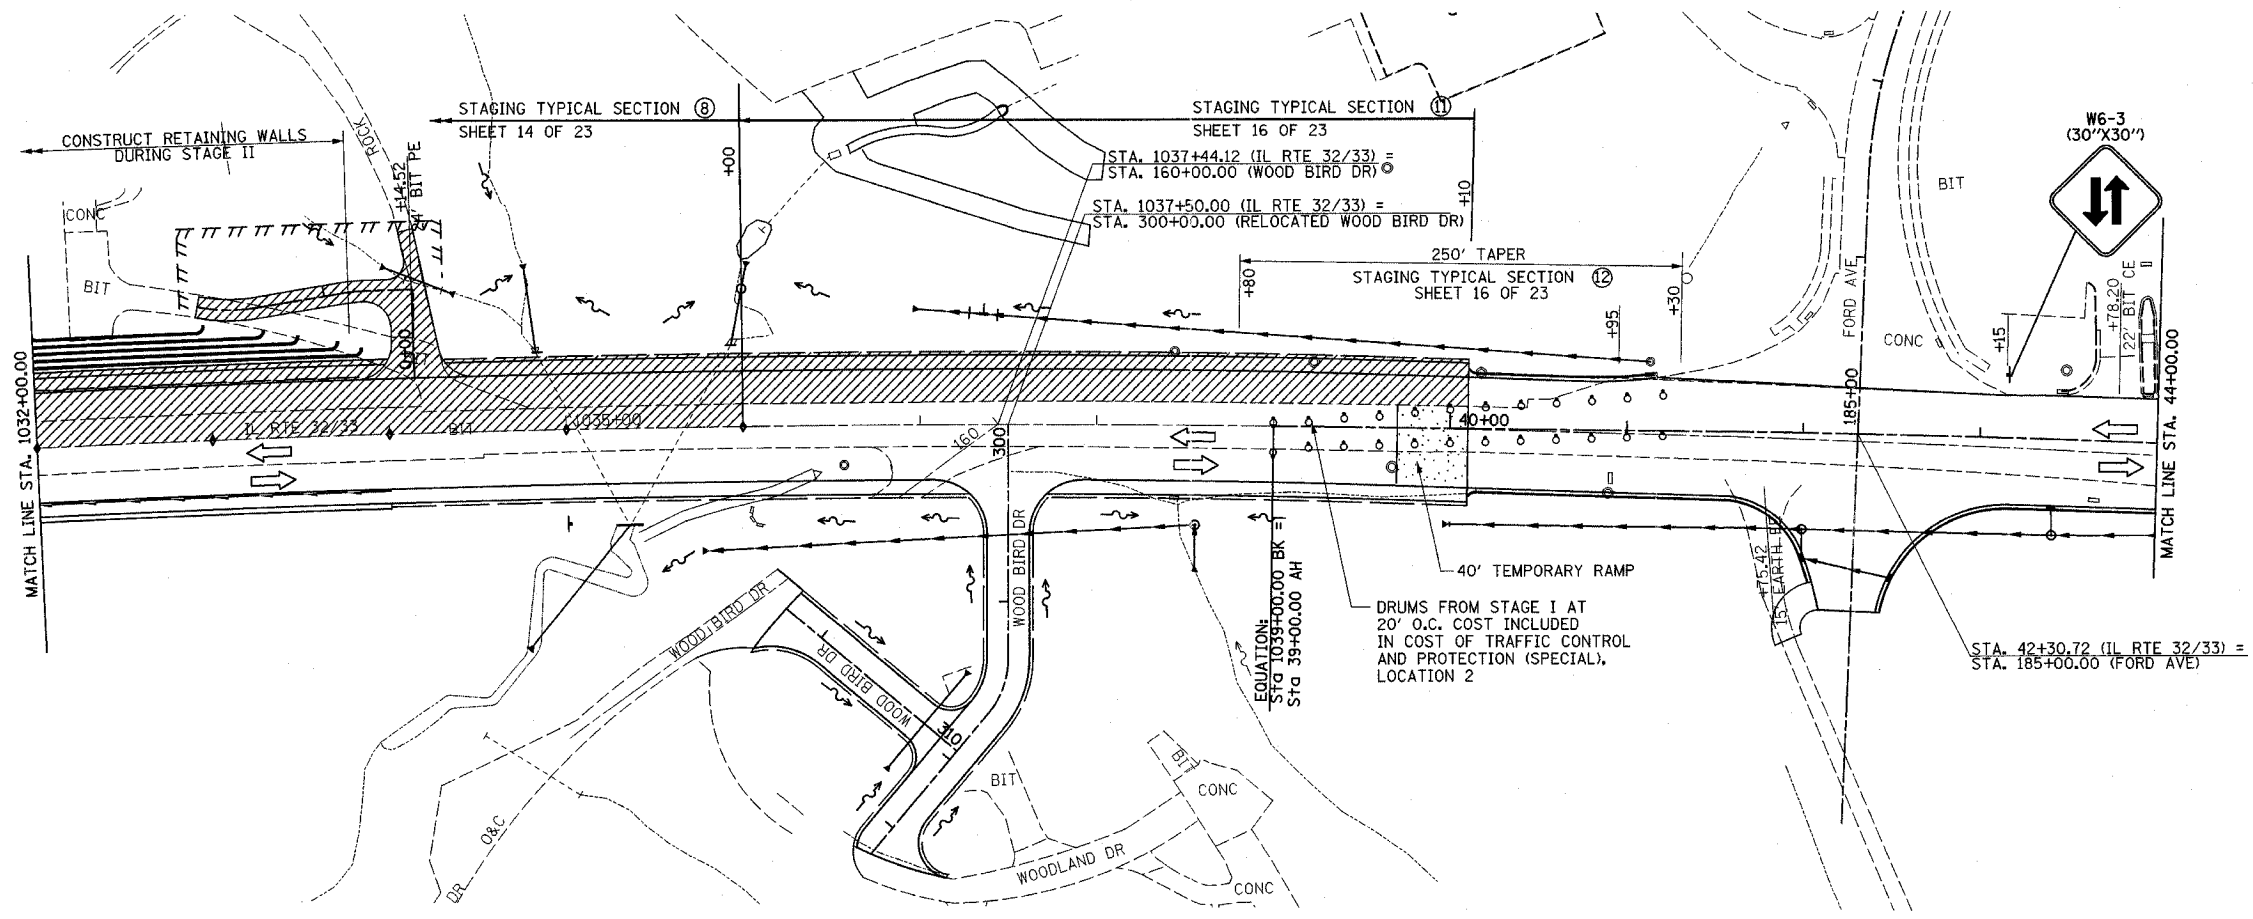 STAGING TYPICAL SECTION 8
SHEET 14 OF 23
STAGING TYPICAL SECTION 11
SHEET 16 OF 23
CONSTRUCT RETAINING WALLS
DURING STAGE II
ROCK
+14.52
24' BIT PE
+00
STA. 1037+44.12 (IL RTE 32/33) =
STA. 160+00.00 (WOOD BIRD DR)
STA. 1037+50.00 (IL RTE 32/33) =
STA. 300+00.00 (RELOCATED WOOD BIRD DR)
+10
250' TAPER
STAGING TYPICAL SECTION 12
SHEET 16 OF 23
+80
+95
+30
W6-3
(30"X30")
BIT
CONC
BIT
FORD AVE
CONC
+15
+78.20
22' BIT CE
MATCH LINE STA. 1032+00.00
IL RTE 32/33
BIT
1035+00
160
300
40+00
185+00
MATCH LINE STA. 44+00.00
WOOD BIRD DR
EQUATION:
Sta 1039+00.00 BK =
Sta 39+00.00 AH
40' TEMPORARY RAMP
DRUMS FROM STAGE I AT
20' O.C. COST INCLUDED
IN COST OF TRAFFIC CONTROL
AND PROTECTION (SPECIAL),
LOCATION 2
+75.42
15' EARTH FE
STA. 42+30.72 (IL RTE 32/33) =
STA. 185+00.00 (FORD AVE)
WOOD BIRD DR
WOOD BIRD DR
310
BIT
BIT
CONC
O&C
DR
WOODLAND DR
CONC